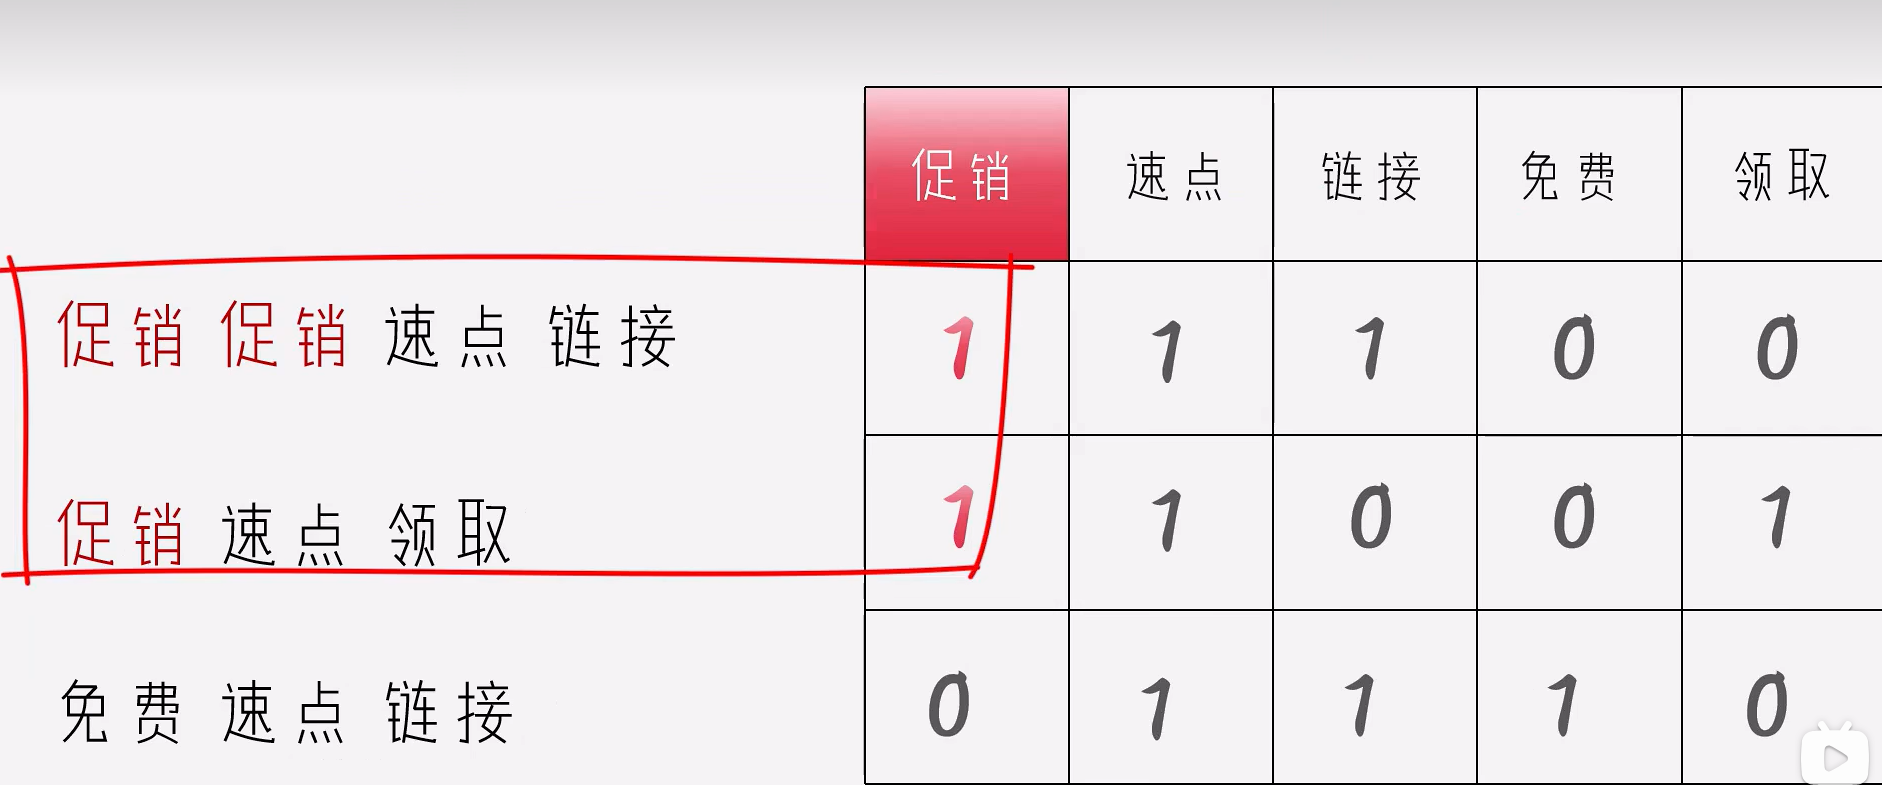 促销 速点 链接 免费 领取
促销 促销 速点 链接 1 1 1 0 0
促销 速点 领取 1 1 0 0 1
免费 速点 链接 0 1 1 1 0